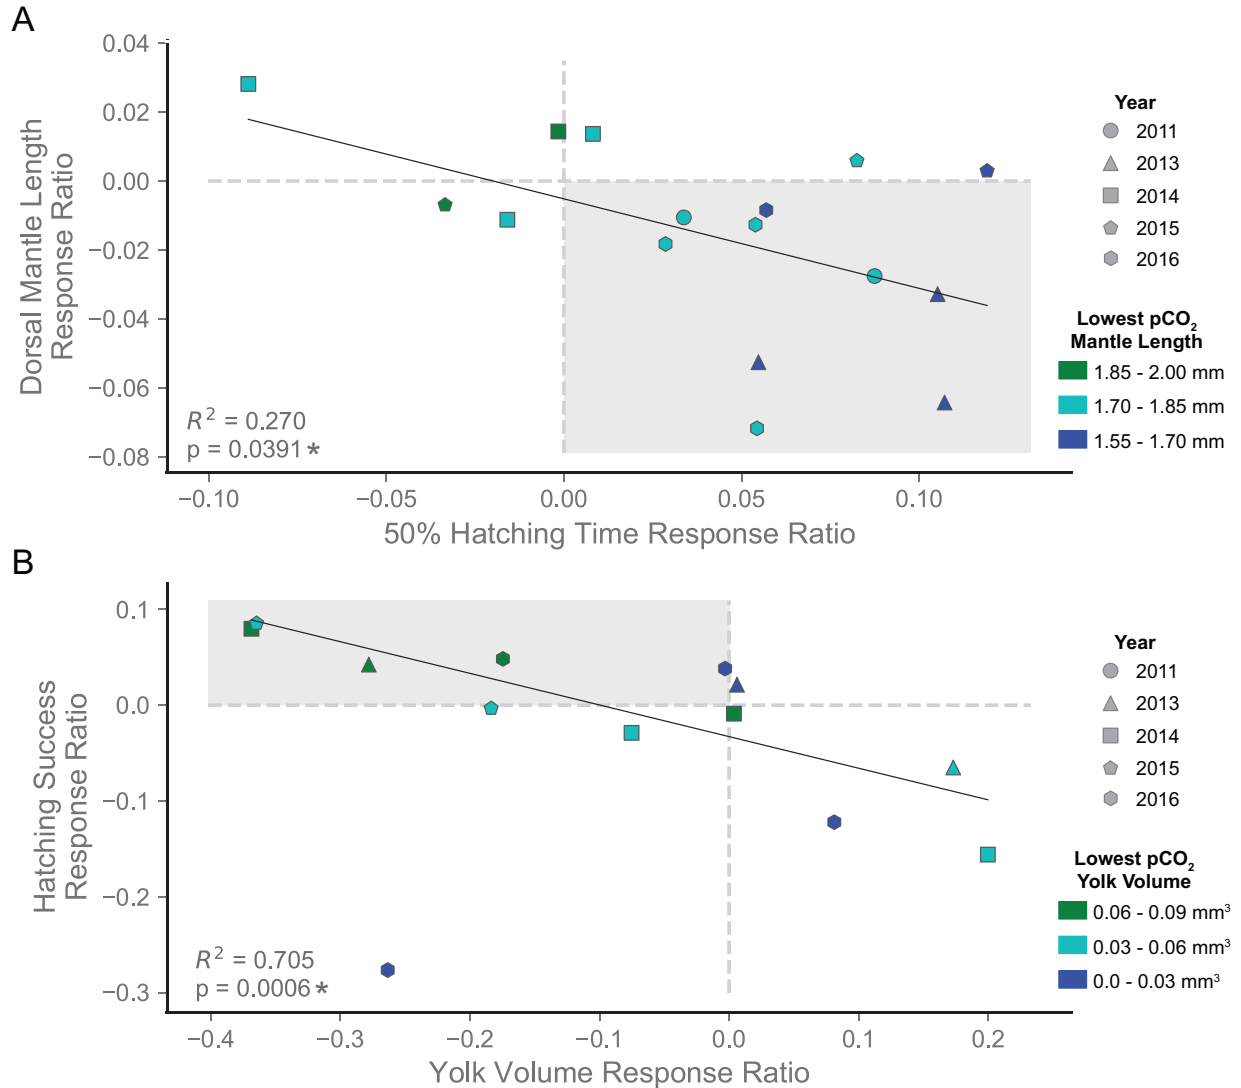 A
0.04
0.02
0.00
−0.02
−0.04
−0.06
−0.08
Dorsal Mantle Length
Response Ratio
R² = 0.270
p = 0.0391 *
−0.10
−0.05
0.00
0.05
0.10
50% Hatching Time Response Ratio
Year
2011
2013
2014
2015
2016
Lowest pCO₂
Mantle Length
1.85 - 2.00 mm
1.70 - 1.85 mm
1.55 - 1.70 mm
B
0.1
0.0
−0.1
−0.2
−0.3
Hatching Success
Response Ratio
R² = 0.705
p = 0.0006 *
−0.4
−0.3
−0.2
−0.1
0.0
0.1
0.2
Yolk Volume Response Ratio
Year
2011
2013
2014
2015
2016
Lowest pCO₂
Yolk Volume
0.06 - 0.09 mm³
0.03 - 0.06 mm³
0.0 - 0.03 mm³